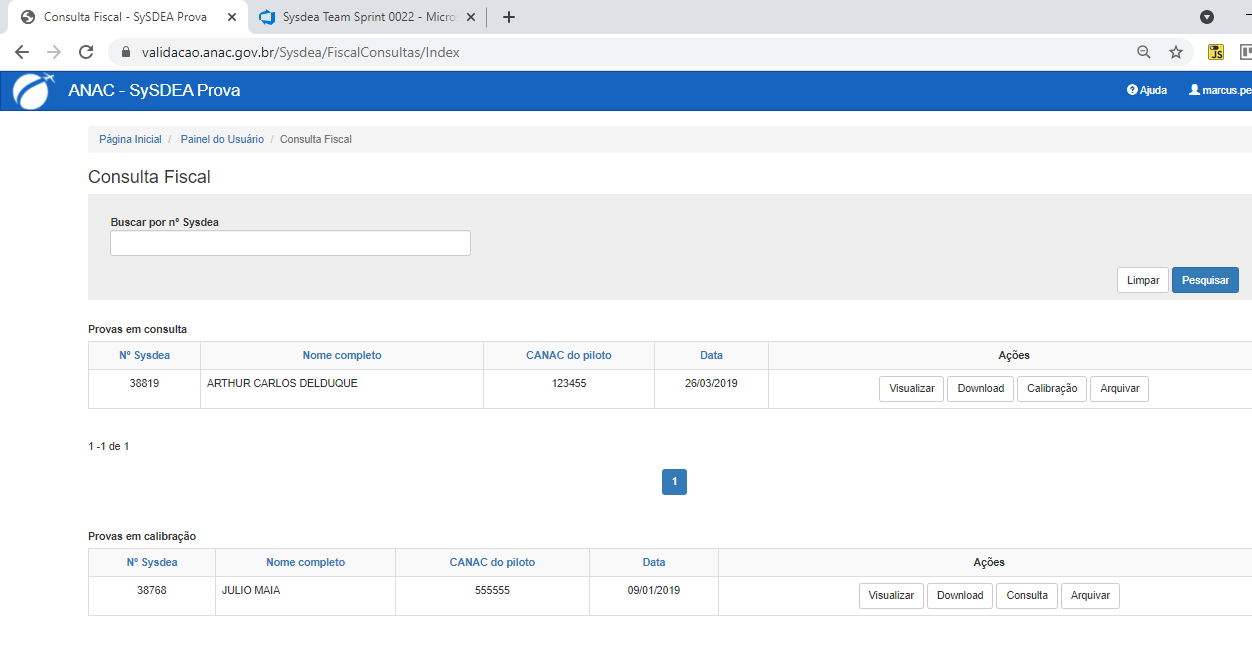 Consulta Fiscal - SySDEA Prova
Sysdea Team Sprint 0022 - Micro
validacao.anac.gov.br/Sysdea/FiscalConsultas/Index
JS
ANAC - SySDEA Prova
Ajuda
marcus.pe
Página Inicial / Painel do Usuário / Consulta Fiscal
Consulta Fiscal
Buscar por nº Sysdea
Limpar Pesquisar
Provas em consulta
Nº Sysdea Nome completo CANAC do piloto Data Ações
38819 ARTHUR CARLOS DELDUQUE 123455 26/03/2019 Visualizar Download Calibração Arquivar
1 -1 de 1
1
Provas em calibração
Nº Sysdea Nome completo CANAC do piloto Data Ações
38768 JULIO MAIA 555555 09/01/2019 Visualizar Download Consulta Arquivar